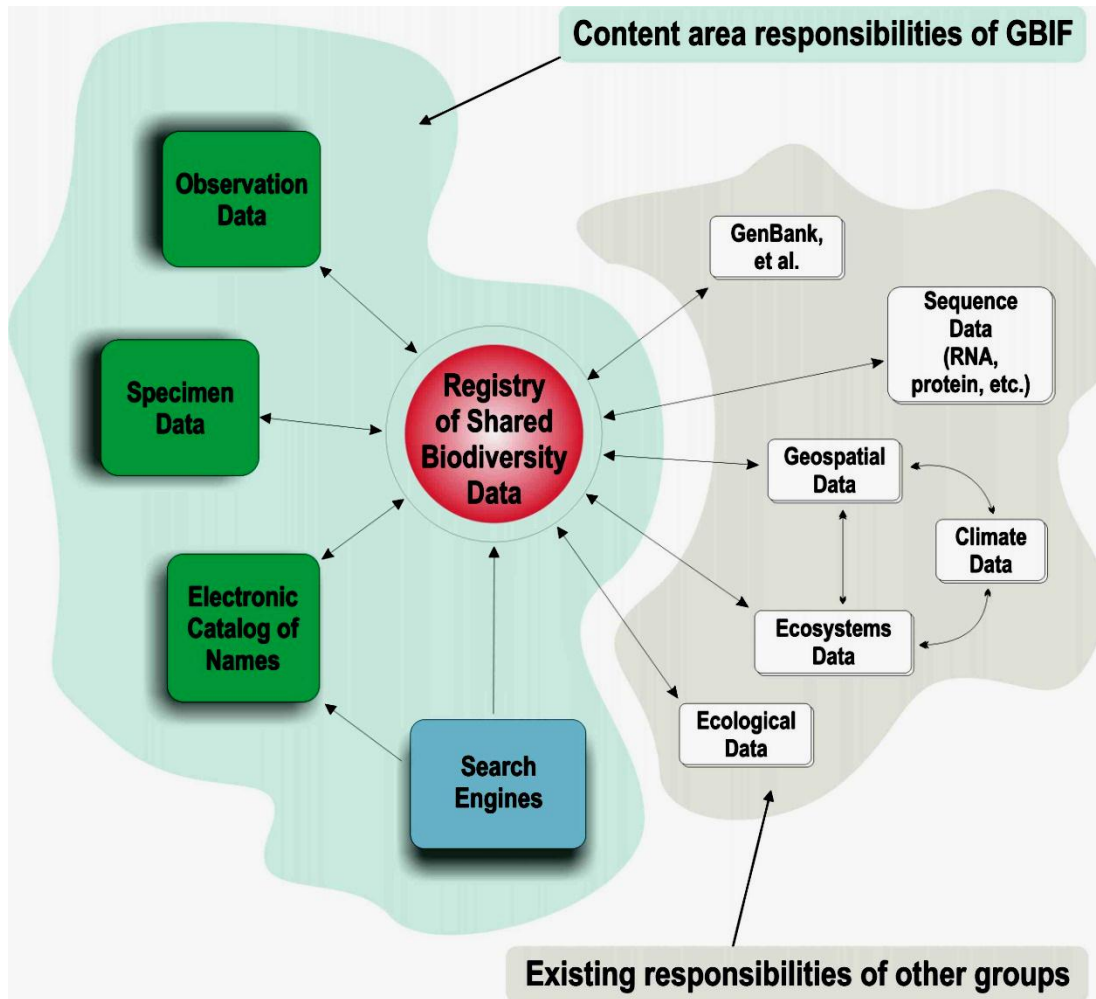 Content area responsibilities of GBIF
Observation
Data
GenBank,
et al.
Sequence
Data
(RNA,
protein, etc.)
Specimen
Data
Registry
of Shared
Biodiversity
Data
Geospatial
Data
Climate
Data
Electronic
Catalog of
Names
Ecosystems
Data
Ecological
Data
Search
Engines
Existing responsibilities of other groups